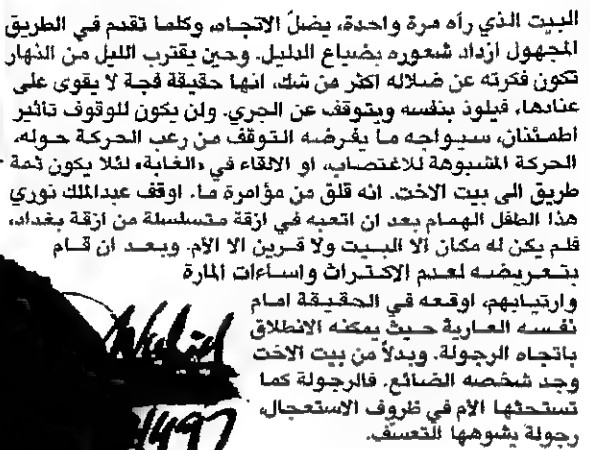 البيت الذي رآه مرة واحدة، يضلّ الاتجاه، وكلما تقدم في الطريق
المجهول ازداد شعوره بضياع الدليل. وحين يقترب الليل من النهار
تكون فكرته عن ضلاله اكثر من شك، انها حقيقة فجة لا يقوى على
عنادها، فيلوذ بنفسه ويتوقف عن الجري. ولن يكون للوقوف تأثير
اطمئنان، سيواجه ما يفرضه التوقف من رعب الحركة حوله،
الحركة المشبوهة للاغتصاب، او الالقاء في «الغابة» لئلا يكون ثمة
طريق الى بيت الاخت. انه قلق من مؤامرة ما. اوقف عبدالملك نوري
هذا الطفل الهمام بعد ان اتعبه في ازقة متسلسلة من ازقة بغداد،
فلم يكن له مكان الا البيت ولا قرين الا الأم. وبعد ان قام
بتعريضه لعدم الاكتراث واساءات المارة
وارتيابهم، اوقعه في الحقيقة امام
نفسه العارية حيث يمكنه الانطلاق
باتجاه الرجولة. وبدلاً من بيت الاخت
وجد شخصه الضائع. فالرجولة كما
تستحثها الأم في ظروف الاستعجال،
رجولة يشوهها التعسف.